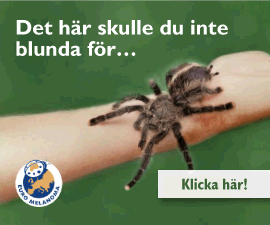 Det här skulle du inte
blunda för...
EURO MELANOMA
Klicka här!